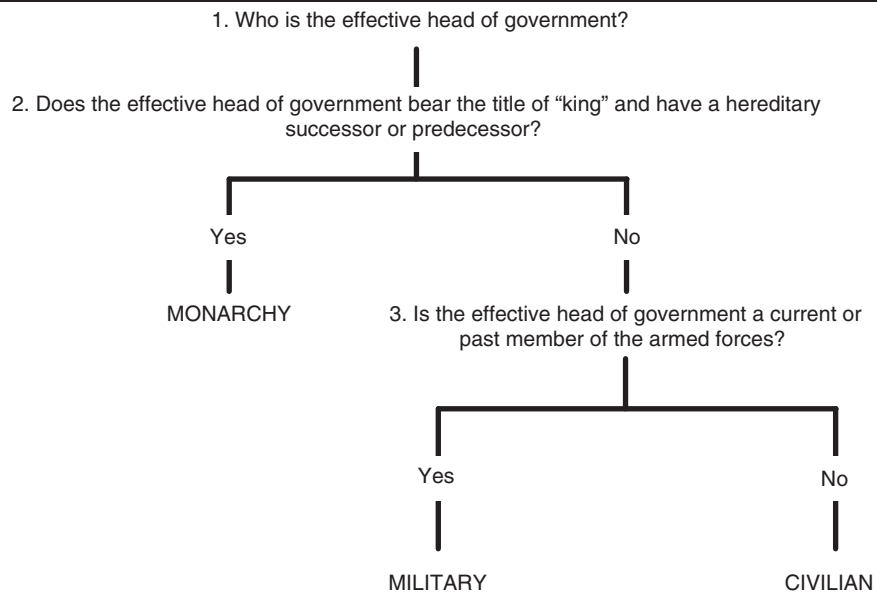 1. Who is the effective head of government?
2. Does the effective head of government bear the title of “king” and have a hereditary
successor or predecessor?
Yes
No
MONARCHY
3. Is the effective head of government a current or
past member of the armed forces?
Yes
No
MILITARY
CIVILIAN